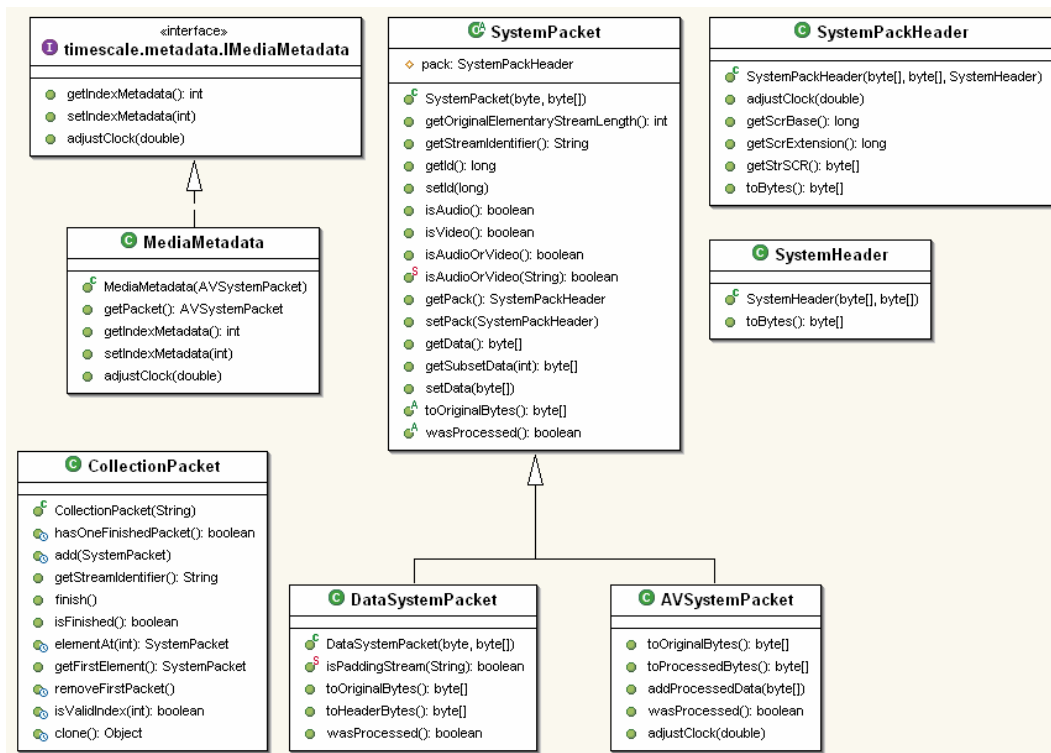 «interface»
I timescale.metadata.IMediaMetadata
getIndexMetadata(): int
setIndexMetadata(int)
adjustClock(double)
C MediaMetadata
C MediaMetadata(AVSystemPacket)
getPacket(): AVSystemPacket
getIndexMetadata(): int
setIndexMetadata(int)
adjustClock(double)
C CollectionPacket
C CollectionPacket(String)
hasOneFinishedPacket(): boolean
add(SystemPacket)
getStreamIdentifier(): String
finish()
isFinished(): boolean
elementAt(int): SystemPacket
getFirstElement(): SystemPacket
removeFirstPacket()
isValidIndex(int): boolean
clone(): Object
C A SystemPacket
pack: SystemPackHeader
C SystemPacket(byte, byte[])
getOriginalElementaryStreamLength(): int
getStreamIdentifier(): String
getId(): long
setId(long)
isAudio(): boolean
isVideo(): boolean
isAudioOrVideo(): boolean
S isAudioOrVideo(String): boolean
getPack(): SystemPackHeader
setPack(SystemPackHeader)
getData(): byte[]
getSubsetData(int): byte[]
setData(byte[])
A toOriginalBytes(): byte[]
A wasProcessed(): boolean
C DataSystemPacket
C DataSystemPacket(byte, byte[])
S isPaddingStream(String): boolean
toOriginalBytes(): byte[]
toHeaderBytes(): byte[]
wasProcessed(): boolean
C AVSystemPacket
toOriginalBytes(): byte[]
toProcessedBytes(): byte[]
addProcessedData(byte[])
wasProcessed(): boolean
adjustClock(double)
C SystemPackHeader
C SystemPackHeader(byte[], byte[], SystemHeader)
adjustClock(double)
getScrBase(): long
getScrExtension(): long
getStrSCR(): byte[]
toBytes(): byte[]
C SystemHeader
C SystemHeader(byte[], byte[])
toBytes(): byte[]